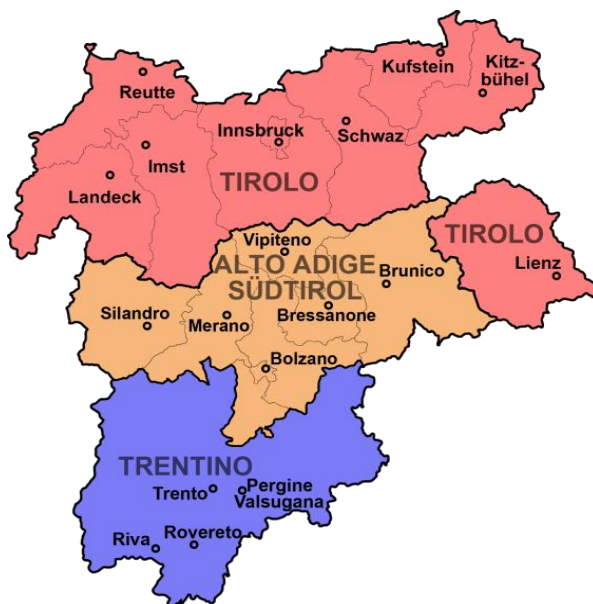 Kufstein
Kitz-
bühel
Reutte
Innsbruck
Schwaz
Imst
Landeck
TIROLO
TIROLO
Lienz
Vipiteno
ALTO ADIGE
SÜDTIROL
Brunico
Silandro
Merano
Bressanone
Bolzano
TRENTINO
Trento
Pergine
Valsugana
Riva
Rovereto